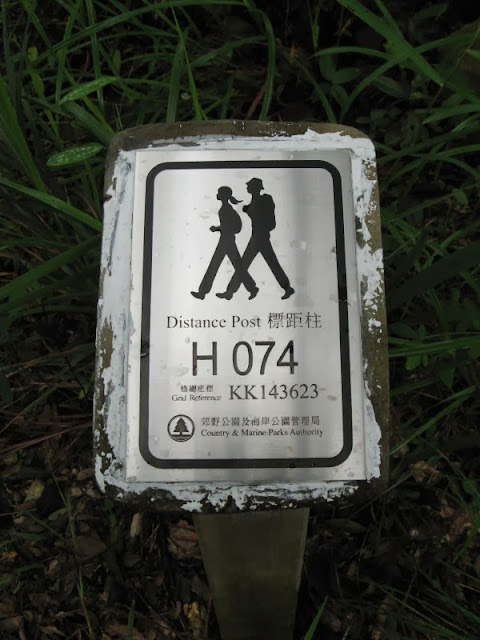 Distance Post 標距柱
H 074
格網座標
Grid Reference KK143623
郊野公園及海岸公園管理局
Country & Marine Parks Authority